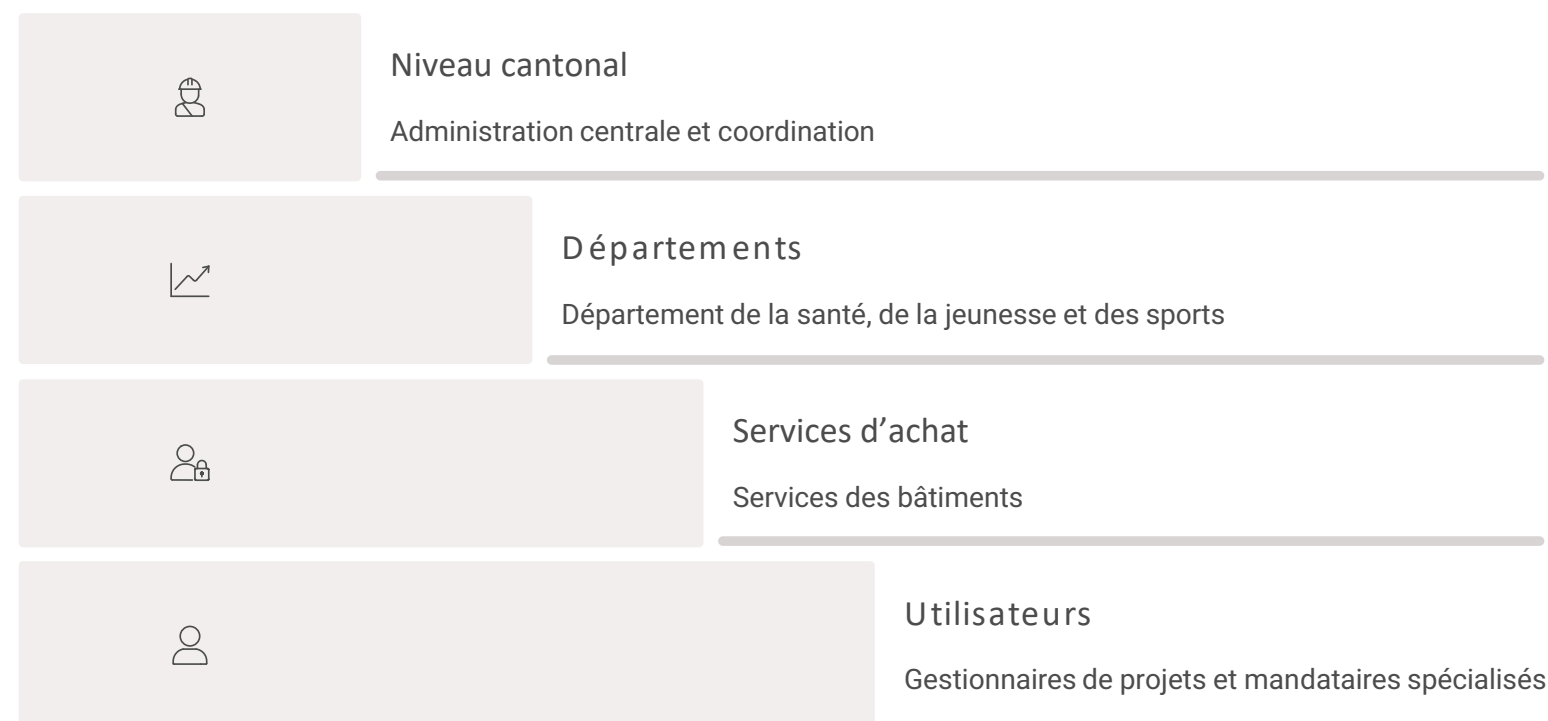 Niveau cantonal
Administration centrale et coordination
Départements
Département de la santé, de la jeunesse et des sports
Services d’achat
Services des bâtiments
Utilisateurs
Gestionnaires de projets et mandataires spécialisés